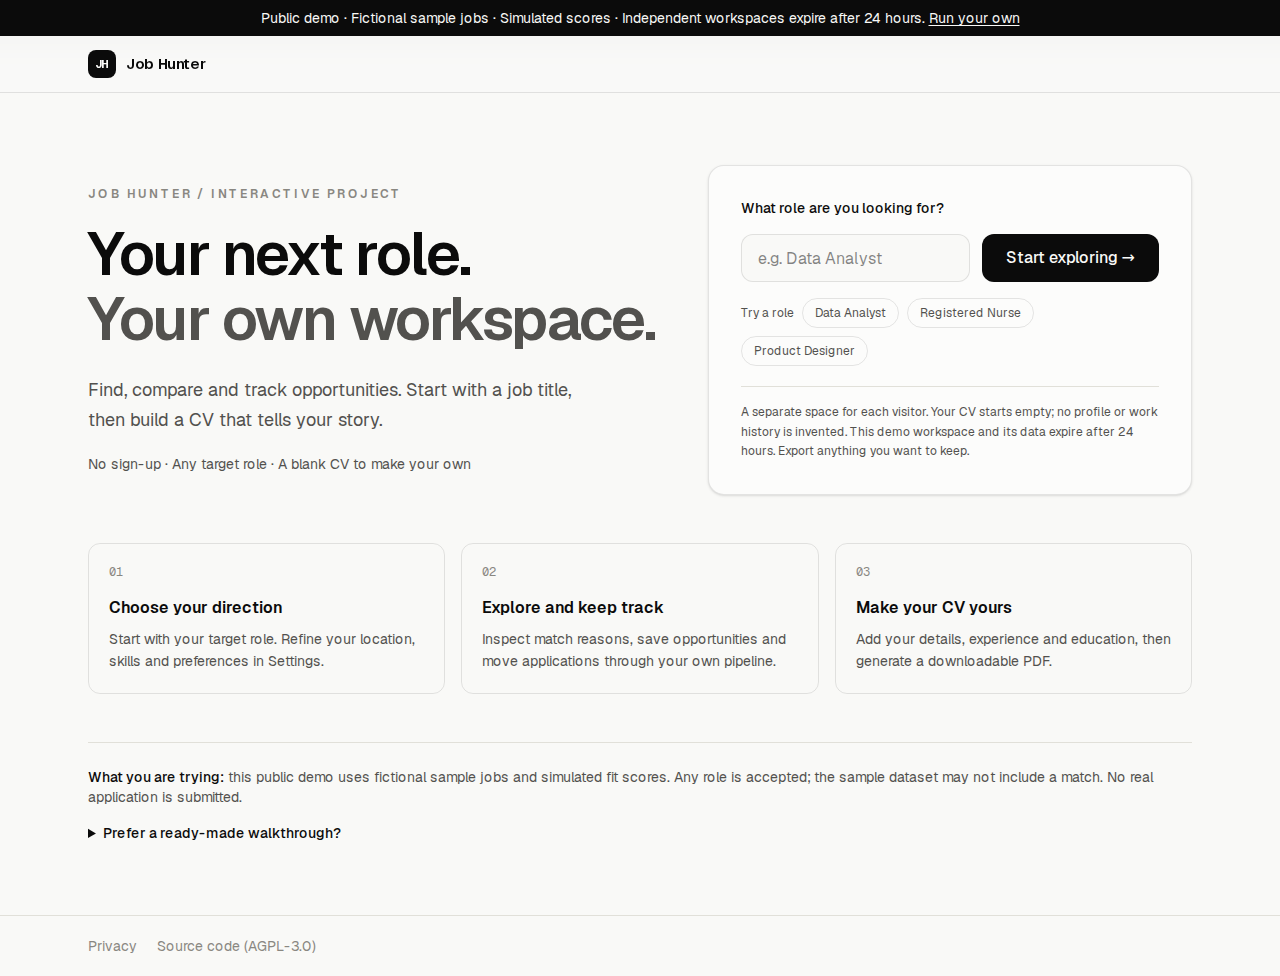 Public demo · Fictional sample jobs · Simulated scores · Independent workspaces expire after 24 hours. Run your own
JH Job Hunter
JOB HUNTER / INTERACTIVE PROJECT
Your next role.
Your own workspace.
Find, compare and track opportunities. Start with a job title,
then build a CV that tells your story.
No sign-up · Any target role · A blank CV to make your own
What role are you looking for?
e.g. Data Analyst
Start exploring →
Try a role Data Analyst Registered Nurse
Product Designer
A separate space for each visitor. Your CV starts empty; no profile or work
history is invented. This demo workspace and its data expire after 24
hours. Export anything you want to keep.
01
Choose your direction
Start with your target role. Refine your location,
skills and preferences in Settings.
02
Explore and keep track
Inspect match reasons, save opportunities and
move applications through your own pipeline.
03
Make your CV yours
Add your details, experience and education, then
generate a downloadable PDF.
What you are trying: this public demo uses fictional sample jobs and simulated fit scores. Any role is accepted; the sample dataset may not include a match. No real
application is submitted.
▶ Prefer a ready-made walkthrough?
Privacy Source code (AGPL-3.0)